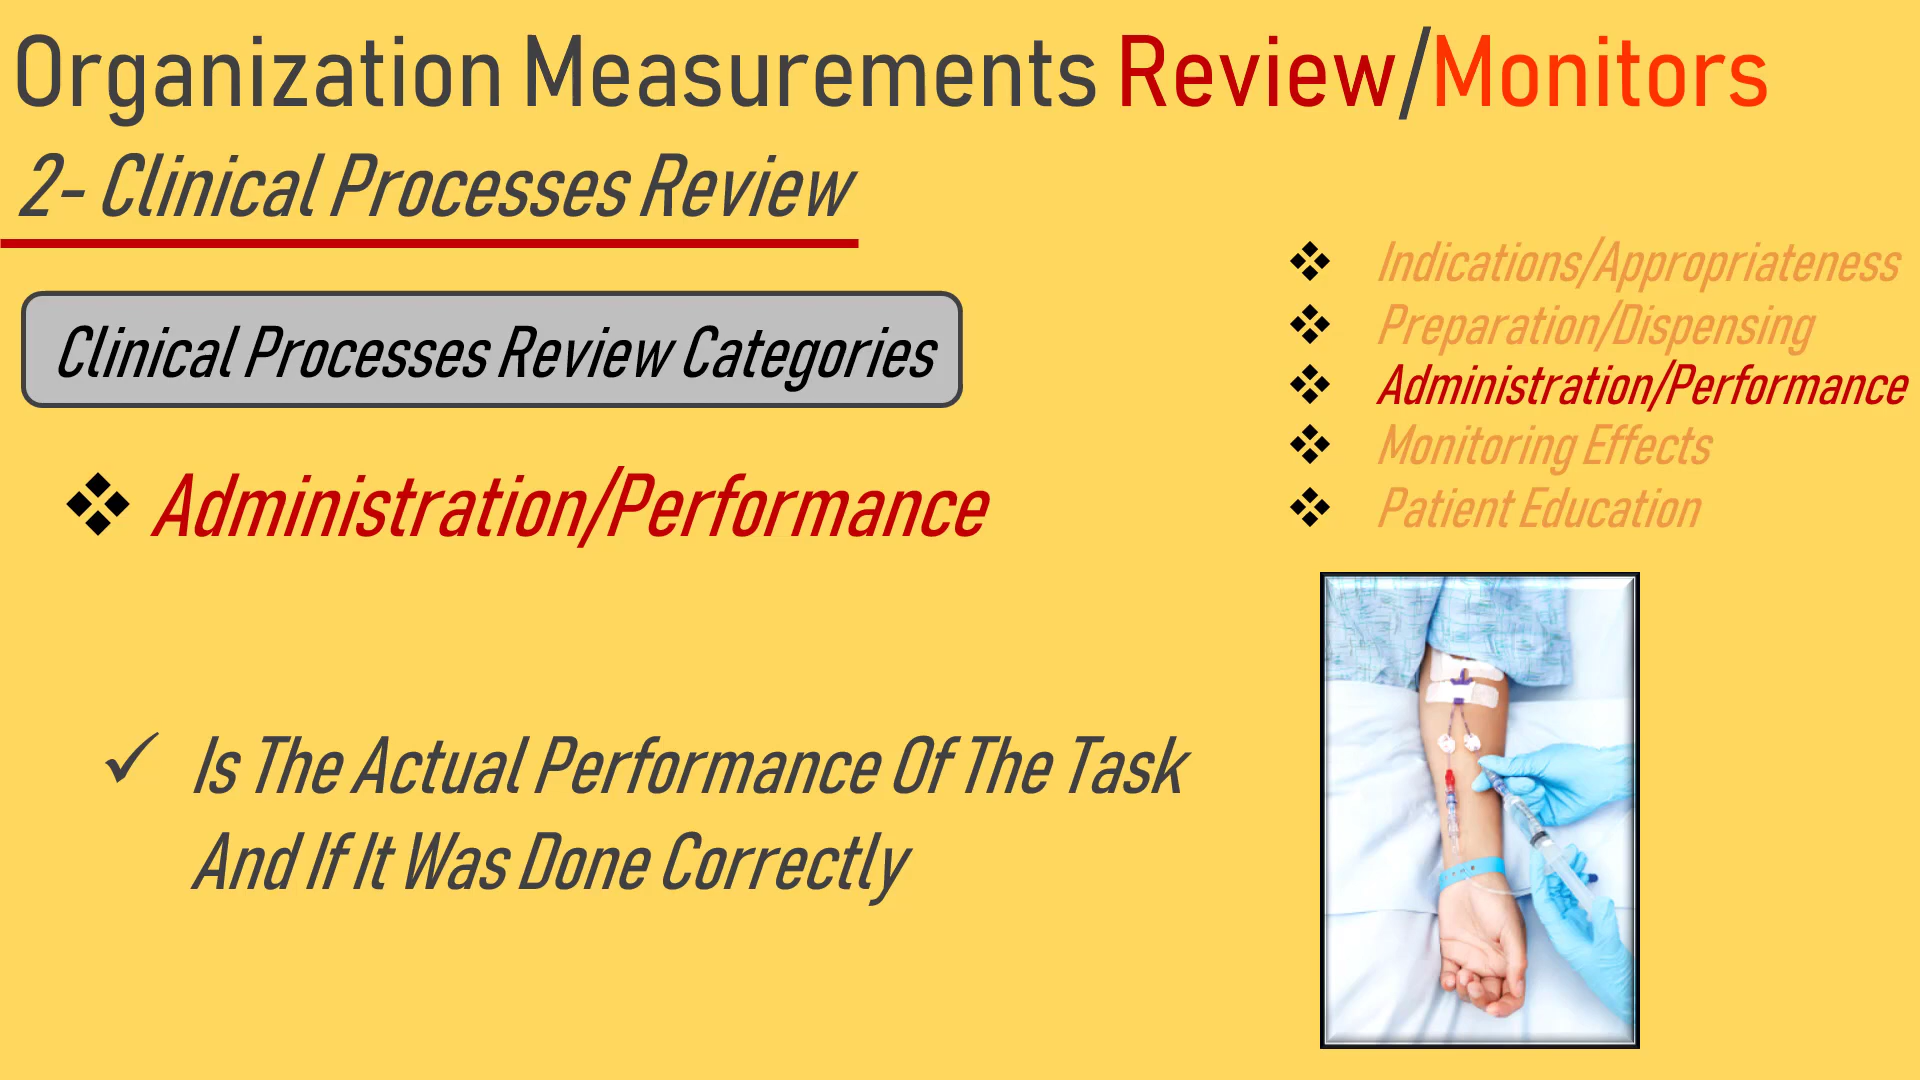 Organization Measurements Review/Monitors
2- Clinical Processes Review
Clinical Processes Review Categories
Administration/Performance
Is The Actual Performance Of The Task
And If It Was Done Correctly
Indications/Appropriateness
Preparation/Dispensing
Administration/Performance
Monitoring Effects
Patient Education